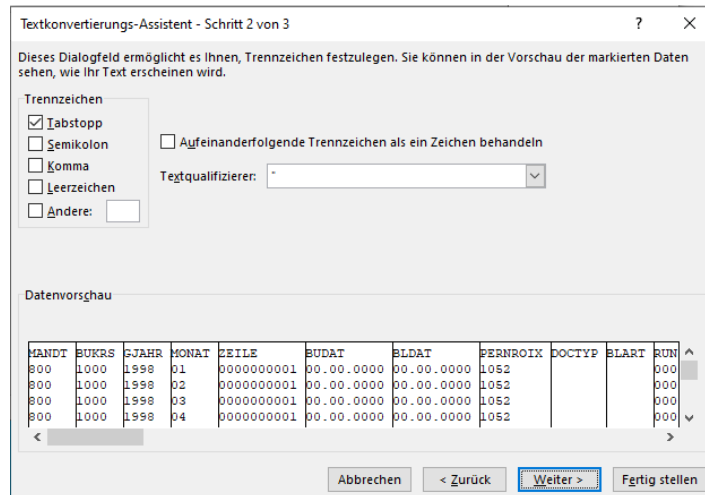 Textkonvertierungs-Assistent - Schritt 2 von 3 ? ×
Dieses Dialogfeld ermöglicht es Ihnen, Trennzeichen festzulegen. Sie können in der Vorschau der markierten Daten
sehen, wie Ihr Text erscheinen wird.
Trennzeichen
Tabstopp
Semikolon
Komma
Leerzeichen
Andere:
Aufeinanderfolgende Trennzeichen als ein Zeichen behandeln
Textqualifizierer: "
Datenvorschau
MANDT BUKRS GJAHR MONAT ZEILE BUDAT BLDAT PERNROIX DOCTYP BLART RUN
800 1000 1998 01 0000000001 00.00.0000 00.00.0000 1052 000
800 1000 1998 02 0000000001 00.00.0000 00.00.0000 1052 000
800 1000 1998 03 0000000001 00.00.0000 00.00.0000 1052 000
800 1000 1998 04 0000000001 00.00.0000 00.00.0000 1052 000
Abbrechen < Zurück Weiter > Fertig stellen